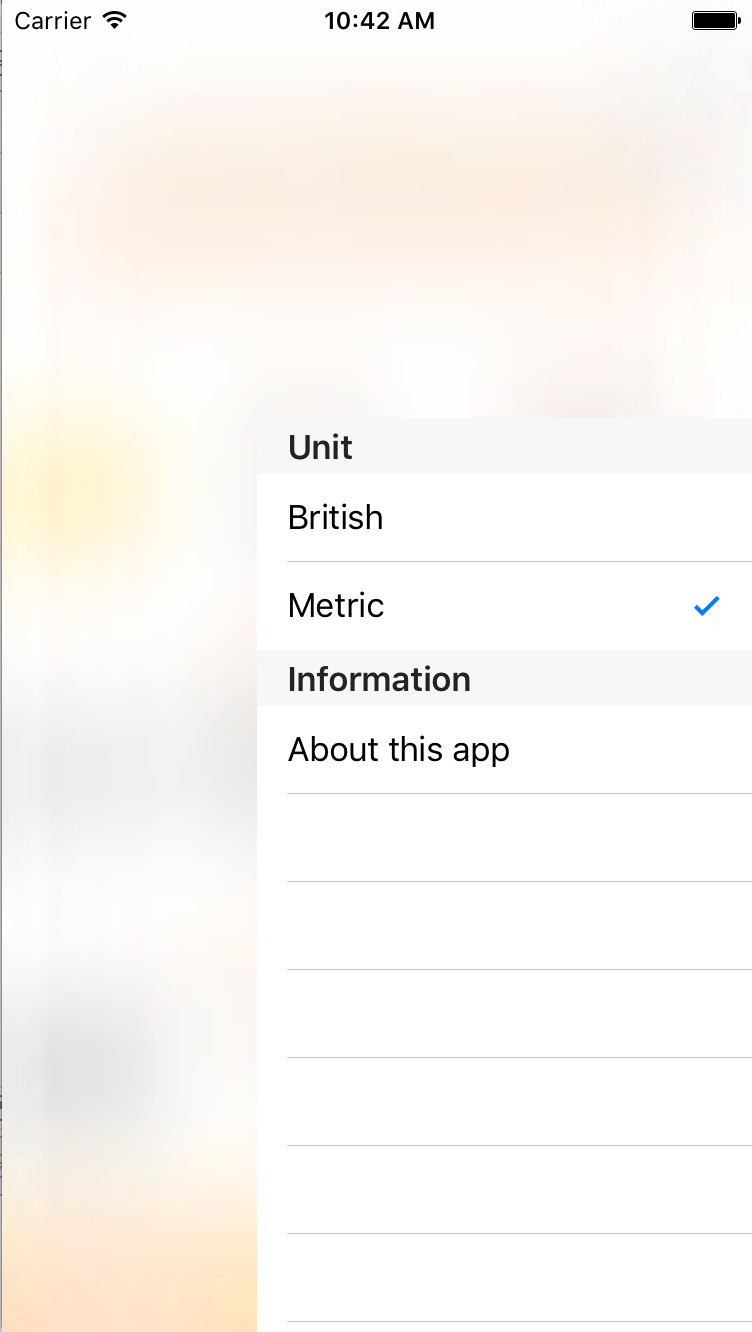 Carrier 10:42 AM
Unit
British
Metric
Information
About this app